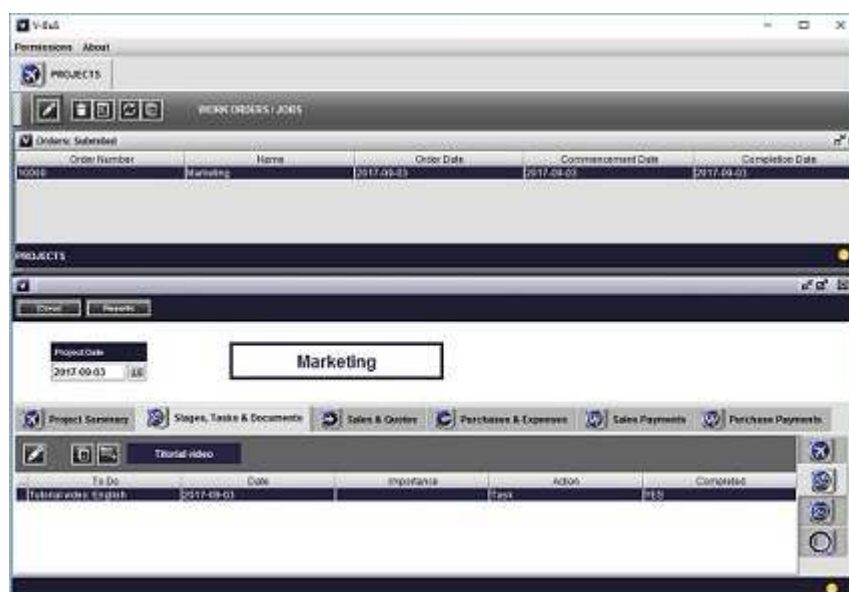 V-BuS
Permissions About
PROJECTS
WORK ORDERS / JOBS
Orders: Submitted
Order Number Name Order Date Commencement Date Completion Date
10000 Marketing 2017-09-03 2017-09-03 2017-09-03
PROJECTS
Reports
Project Date
2017-09-03
Marketing
Project Summary Stages, Tasks & Documents Sales & Quotes Purchases & Expenses Sales Payments Purchase Payments
Titorial video
To Do Date Importance Action Completed
Tutorial video: English 2017-09-03 Task YES